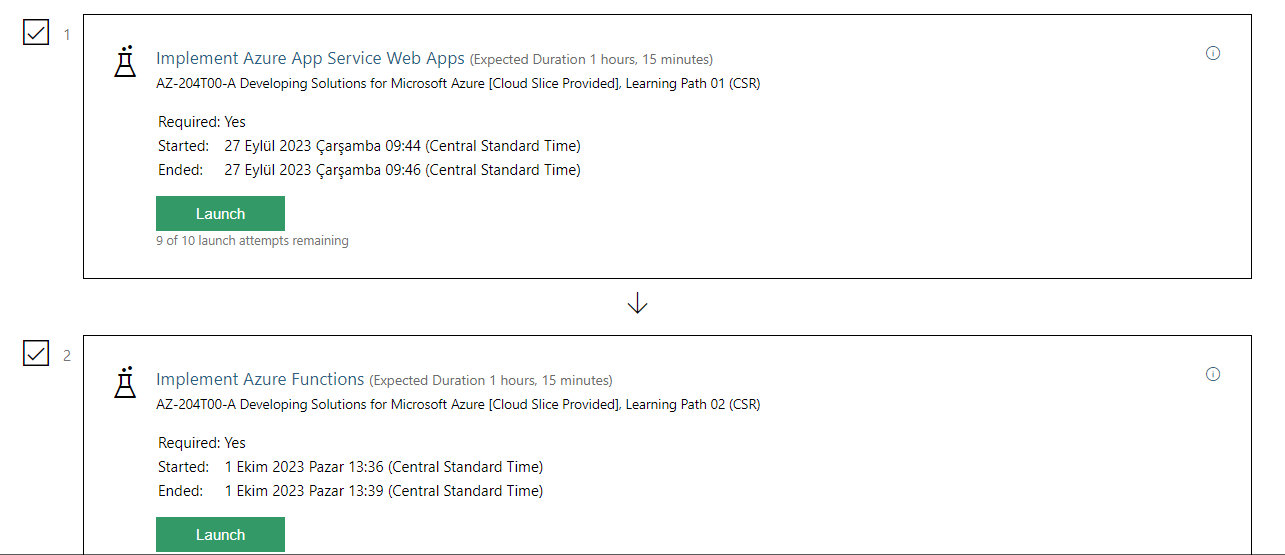 1
Implement Azure App Service Web Apps (Expected Duration 1 hours, 15 minutes)
AZ-204T00-A Developing Solutions for Microsoft Azure [Cloud Slice Provided], Learning Path 01 (CSR)
Required: Yes
Started: 27 Eylül 2023 Çarşamba 09:44 (Central Standard Time)
Ended: 27 Eylül 2023 Çarşamba 09:46 (Central Standard Time)
Launch
9 of 10 launch attempts remaining
2
Implement Azure Functions (Expected Duration 1 hours, 15 minutes)
AZ-204T00-A Developing Solutions for Microsoft Azure [Cloud Slice Provided], Learning Path 02 (CSR)
Required: Yes
Started: 1 Ekim 2023 Pazar 13:36 (Central Standard Time)
Ended: 1 Ekim 2023 Pazar 13:39 (Central Standard Time)
Launch